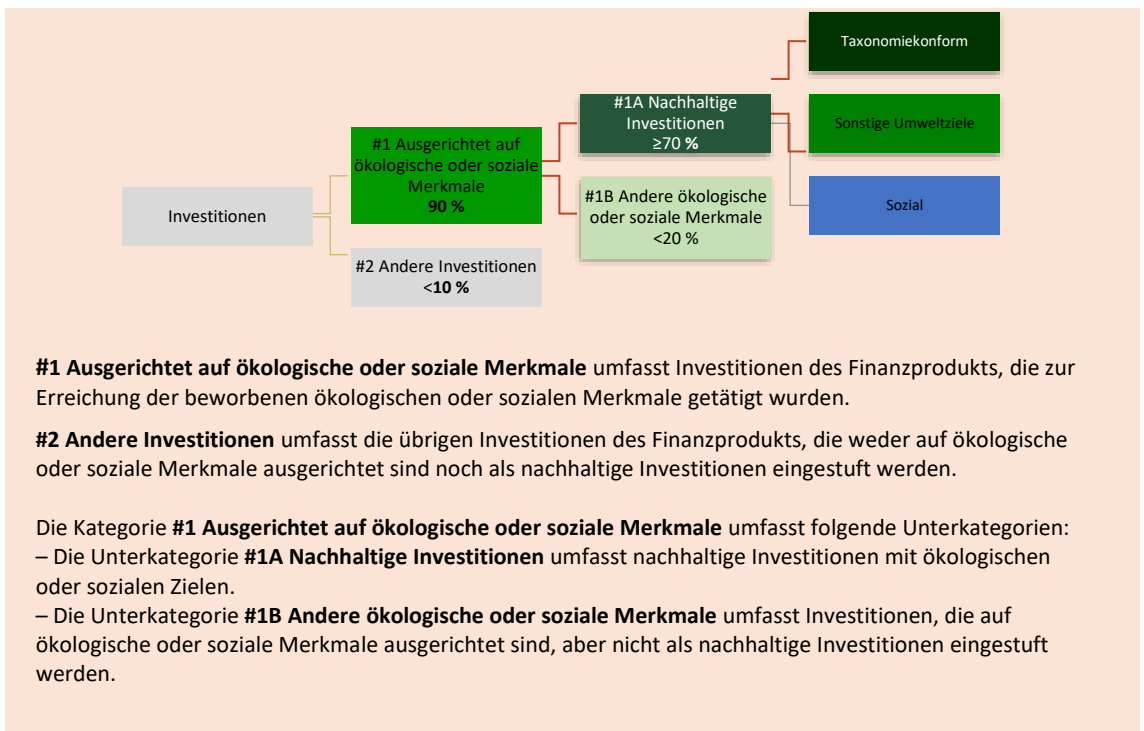 Taxonomiekonform
#1A Nachhaltige
Investitionen
≥70 %
Sonstige Umweltziele
#1 Ausgerichtet auf
ökologische oder soziale
Merkmale
90 %
#1B Andere ökologische
oder soziale Merkmale
<20 %
Sozial
Investitionen
#2 Andere Investitionen
<10 %
#1 Ausgerichtet auf ökologische oder soziale Merkmale umfasst Investitionen des Finanzprodukts, die zur
Erreichung der beworbenen ökologischen oder sozialen Merkmale getätigt wurden.
#2 Andere Investitionen umfasst die übrigen Investitionen des Finanzprodukts, die weder auf ökologische
oder soziale Merkmale ausgerichtet sind noch als nachhaltige Investitionen eingestuft werden.
Die Kategorie #1 Ausgerichtet auf ökologische oder soziale Merkmale umfasst folgende Unterkategorien:
– Die Unterkategorie #1A Nachhaltige Investitionen umfasst nachhaltige Investitionen mit ökologischen
oder sozialen Zielen.
– Die Unterkategorie #1B Andere ökologische oder soziale Merkmale umfasst Investitionen, die auf
ökologische oder soziale Merkmale ausgerichtet sind, aber nicht als nachhaltige Investitionen eingestuft
werden.